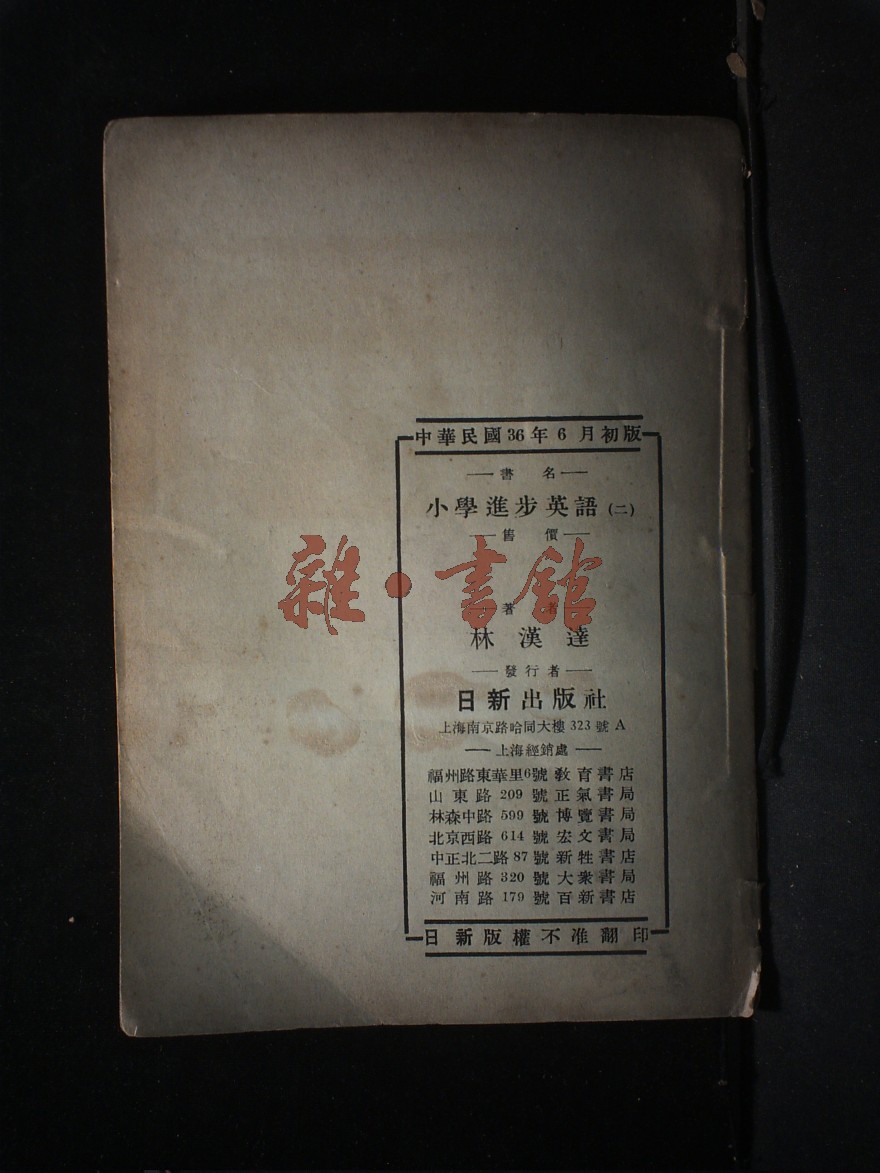 中華民國36年6月初版
書名
小學進步英語(二)
售價
雜·書館
著者
林漢達
發行者
日新出版社
上海南京路哈同大樓323號A
上海經銷處
福州路東華里6號教育書店
山東路209號正氣書局
林森中路599號博覽書局
北京西路614號宏文書局
中正北二路87號新牲書店
福州路320號大衆書局
河南路179號百新書店
日新版權不准翻印